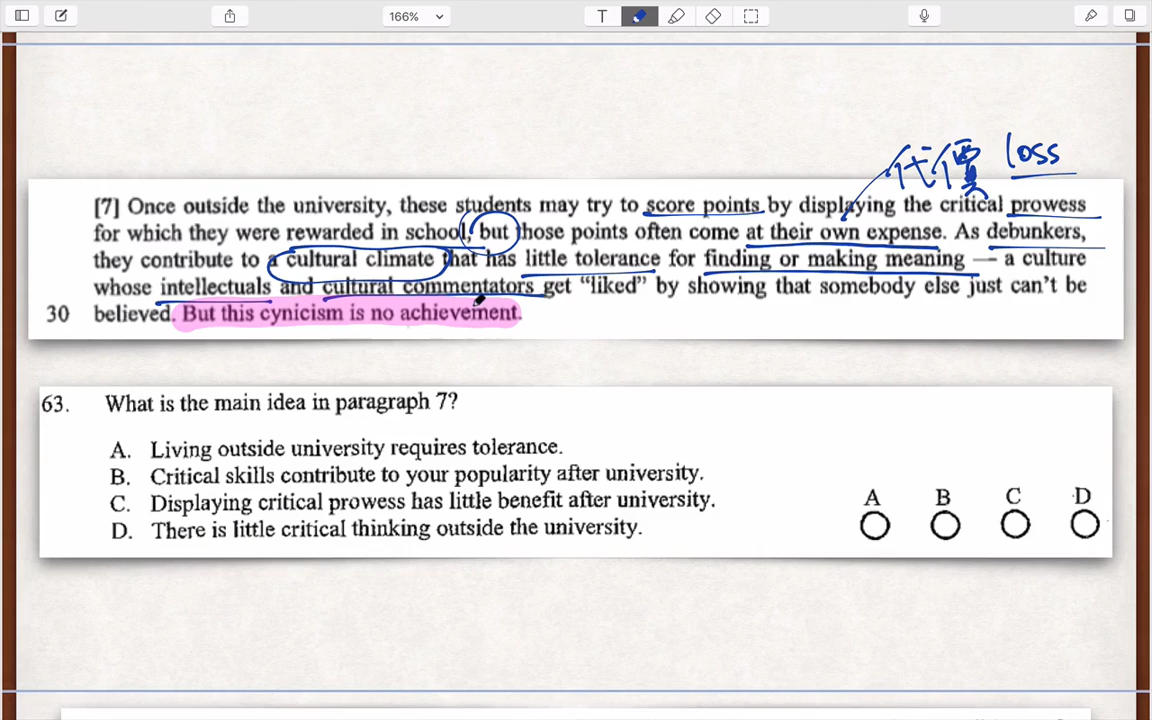 166%
T
代價 loss
[7] Once outside the university, these students may try to score points by displaying the critical prowess
for which they were rewarded in school, but those points often come at their own expense. As debunkers,
they contribute to a cultural climate that has little tolerance for finding or making meaning — a culture
whose intellectuals and cultural commentators get “liked” by showing that somebody else just can’t be
30 believed. But this cynicism is no achievement.
63. What is the main idea in paragraph 7?
A. Living outside university requires tolerance.
B. Critical skills contribute to your popularity after university.
C. Displaying critical prowess has little benefit after university.
D. There is little critical thinking outside the university.
A B C D